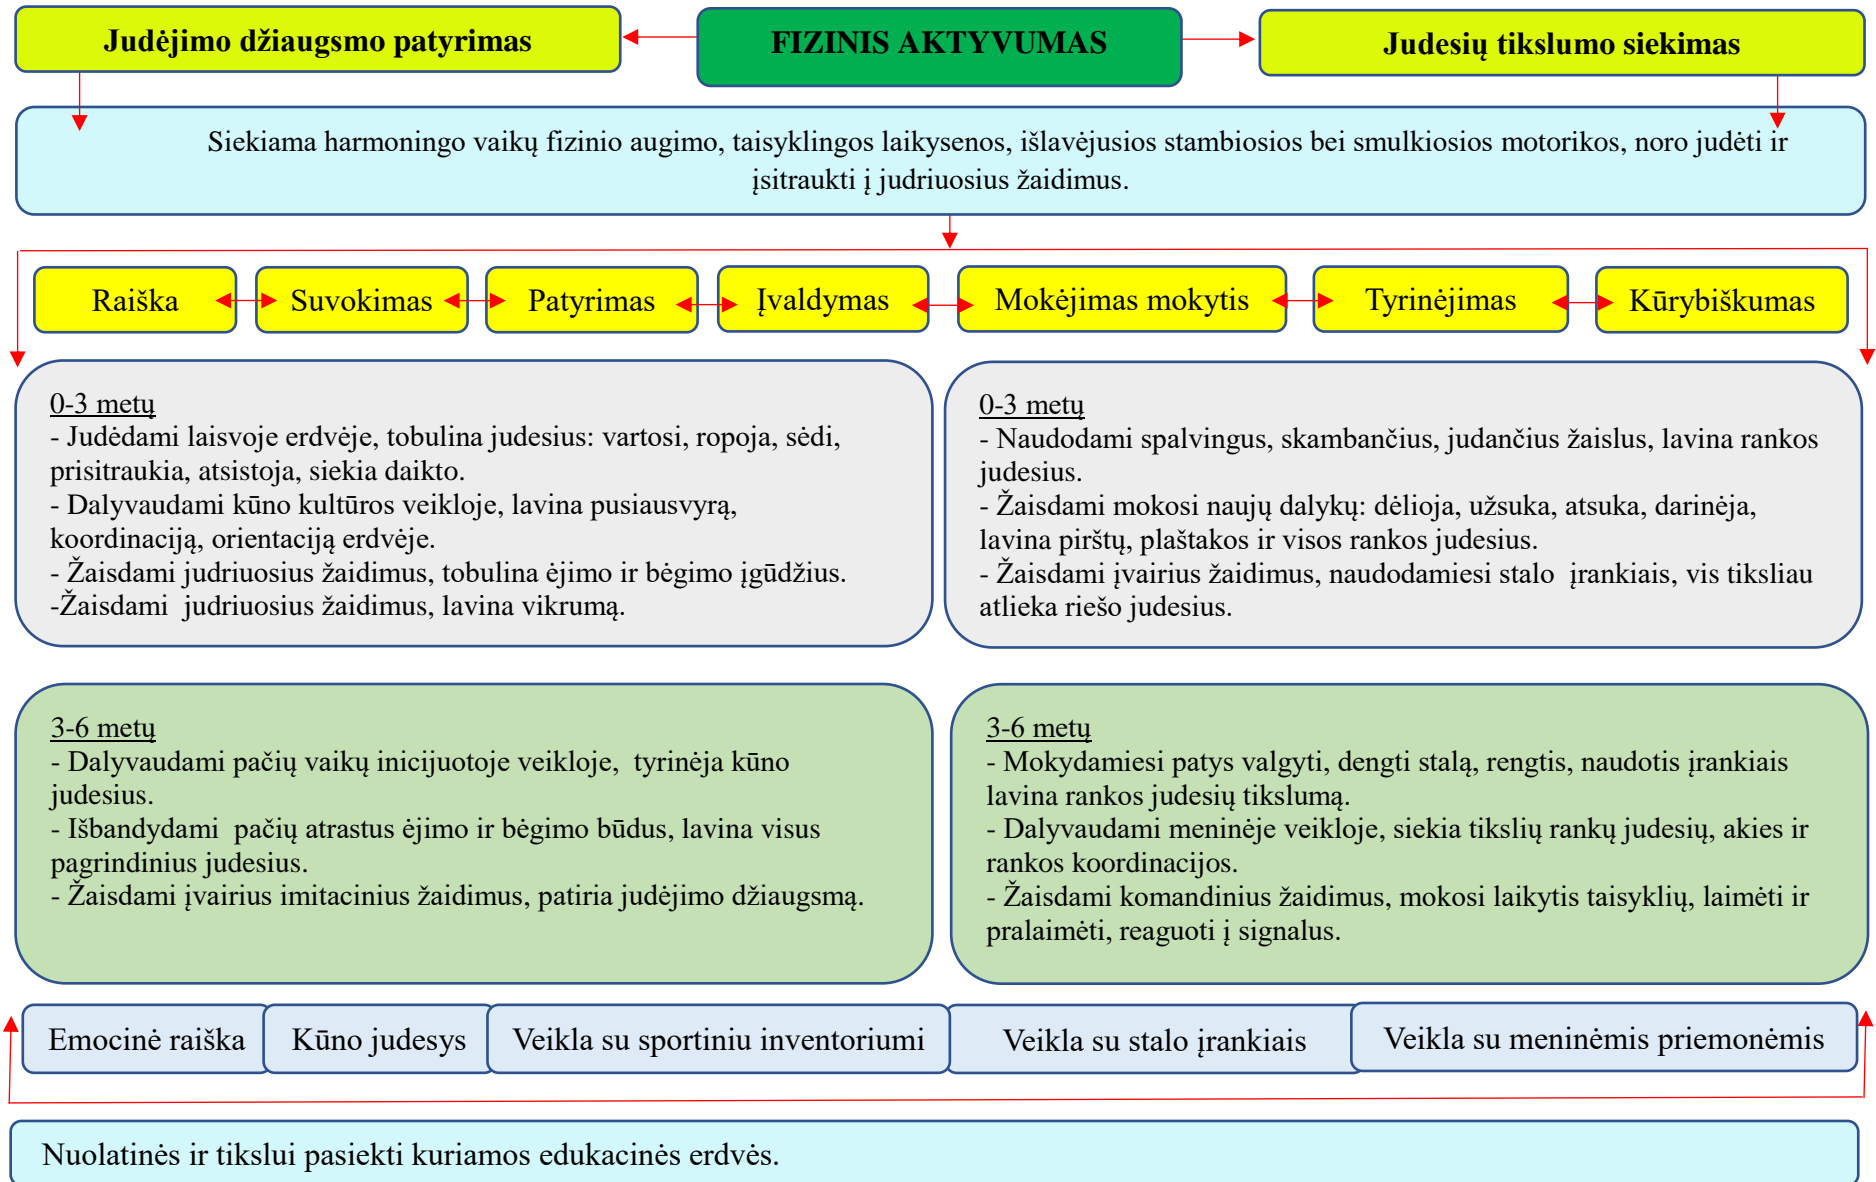 Judėjimo džiaugsmo patyrimas
FIZINIS AKTYVUMAS
Judesių tikslumo siekimas
Siekiama harmoningo vaikų fizinio augimo, taisyklingos laikysenos, išlavėjusios stambiosios bei smulkiosios motorikos, noro judėti ir
įsitraukti į judriuosius žaidimus.
Raiška
Suvokimas
Patyrimas
Įvaldymas
Mokėjimas mokytis
Tyrinėjimas
Kūrybiškumas
0-3 metų
- Judėdami laisvoje erdvėje, tobulina judesius: vartosi, ropoja, sėdi,
prisitraukia, atsistoja, siekia daikto.
- Dalyvaudami kūno kultūros veikloje, lavina pusiausvyrą,
koordinaciją, orientaciją erdvėje.
- Žaisdami judriuosius žaidimus, tobulina ėjimo ir bėgimo įgūdžius.
-Žaisdami  judriuosius žaidimus, lavina vikrumą.
0-3 metų
- Naudodami spalvingus, skambančius, judančius žaislus, lavina rankos
judesius.
- Žaisdami mokosi naujų dalykų: dėlioja, užsuka, atsuka, darinėja,
lavina pirštų, plaštakos ir visos rankos judesius.
- Žaisdami įvairius žaidimus, naudodamiesi stalo  įrankiais, vis tiksliau
atlieka riešo judesius.
3-6 metų
- Dalyvaudami pačių vaikų inicijuotoje veikloje,  tyrinėja kūno
judesius.
- Išbandydami  pačių atrastus ėjimo ir bėgimo būdus, lavina visus
pagrindinius judesius.
- Žaisdami įvairius imitacinius žaidimus, patiria judėjimo džiaugsmą.
3-6 metų
- Mokydamiesi patys valgyti, dengti stalą, rengtis, naudotis įrankiais
lavina rankos judesių tikslumą.
- Dalyvaudami meninėje veikloje, siekia tikslių rankų judesių, akies ir
rankos koordinacijos.
- Žaisdami komandinius žaidimus, mokosi laikytis taisyklių, laimėti ir
pralaimėti, reaguoti į signalus.
Emocinė raiška
Kūno judesys
Veikla su sportiniu inventoriumi
Veikla su stalo įrankiais
Veikla su meninėmis priemonėmis
Nuolatinės ir tikslui pasiekti kuriamos edukacinės erdvės.